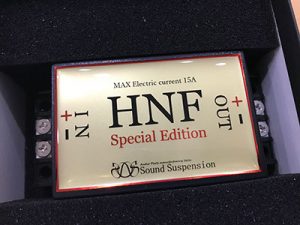 MAX Electric current 15A
+ -
IN
HNF
Special Edition
+ -
OUT
Sound Suspension